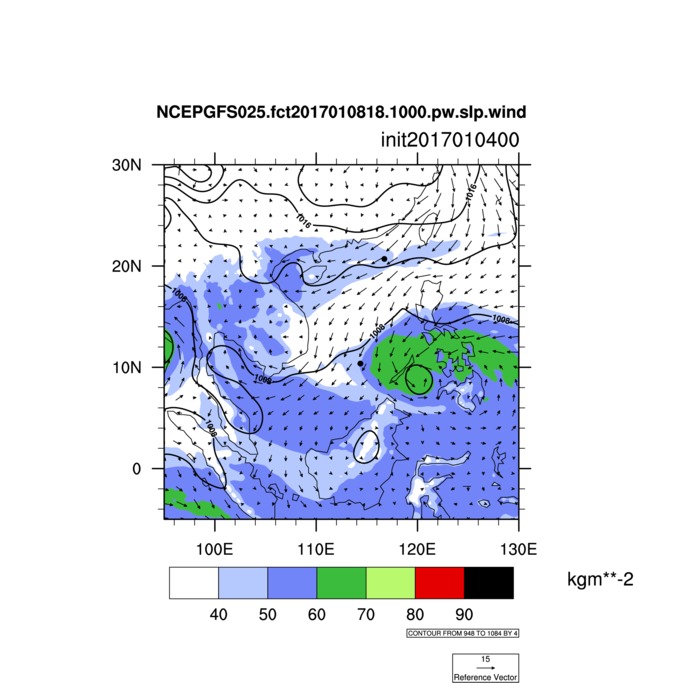 NCEPGFS025.fct2017010818.1000.pw.slp.wind
init2017010400
30N
1016
1016
20N
1008
1008
1008
10N
1008
1008
0
100E 110E 120E 130E
kgm**-2
40 50 60 70 80 90
CONTOUR FROM 948 TO 1084 BY 4
15
Reference Vector